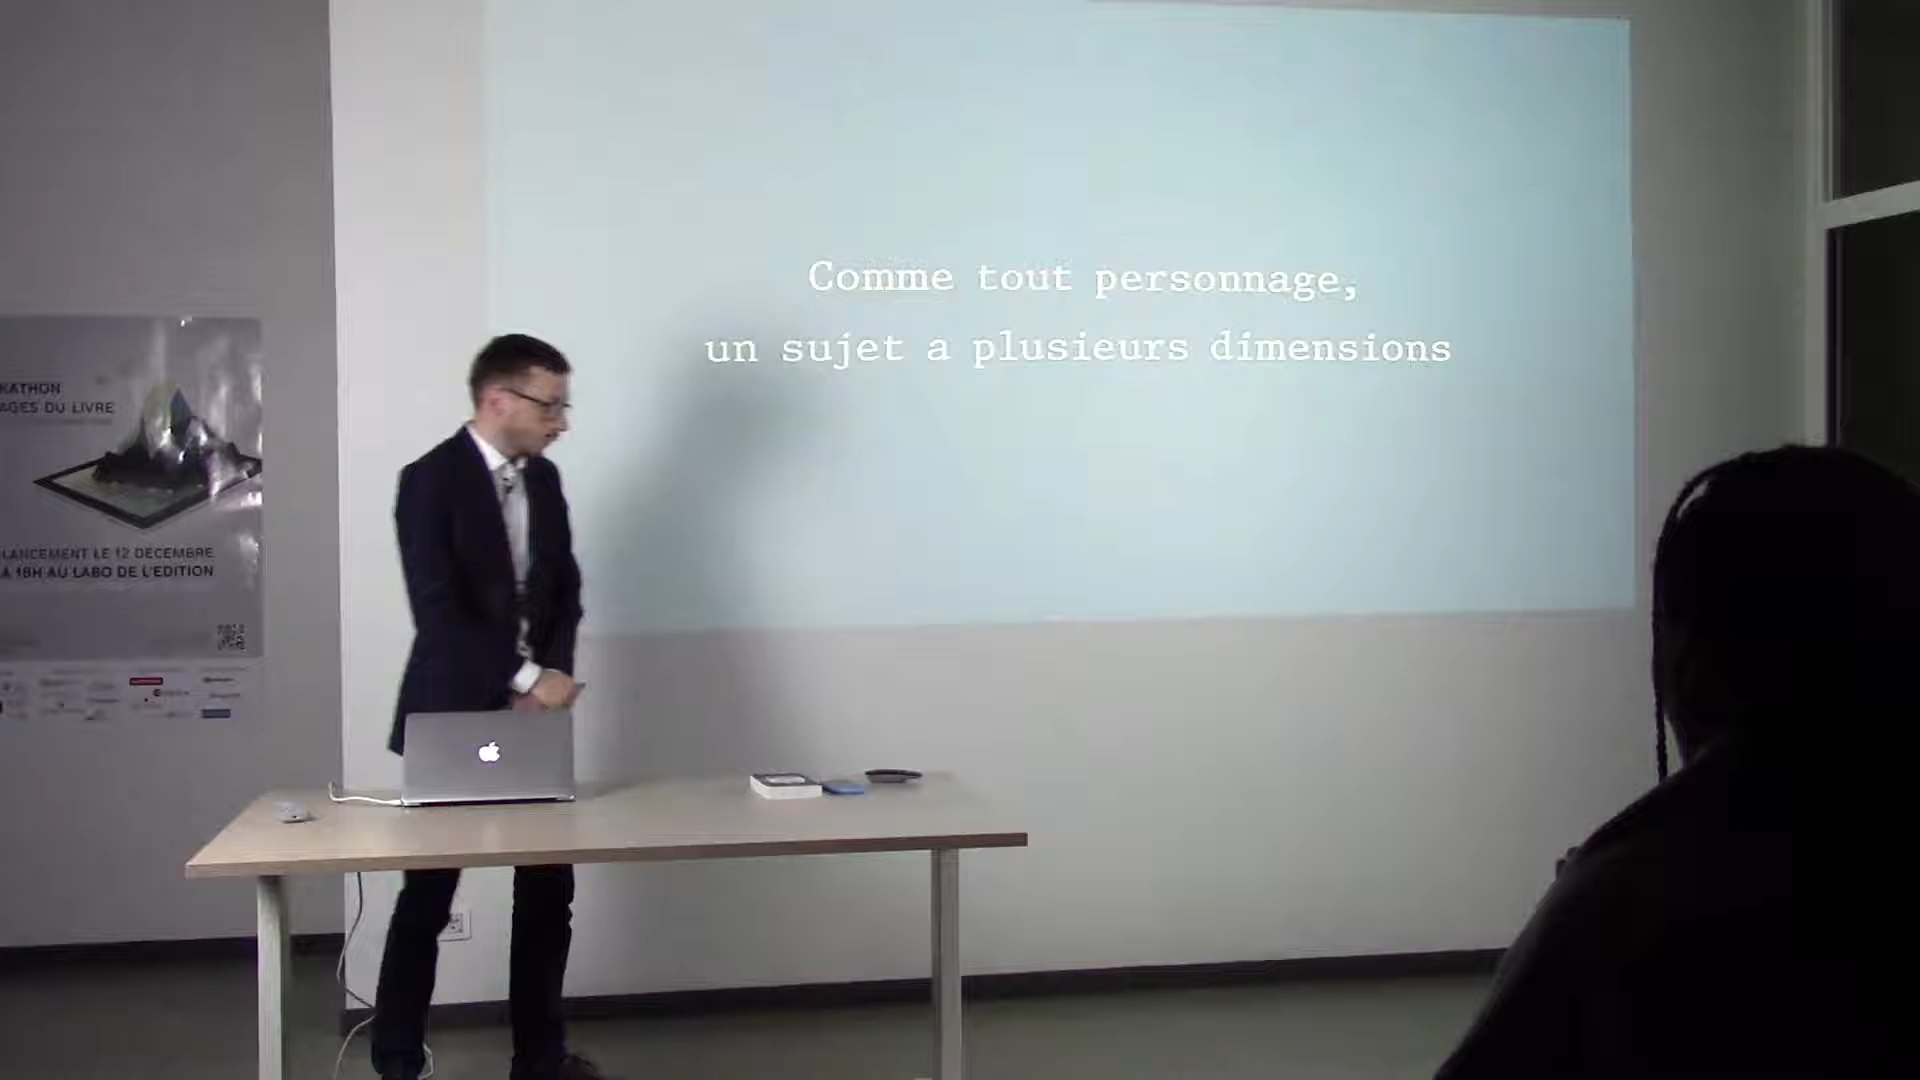 Comme tout personnage,
un sujet a plusieurs dimensions
KATHON
AGES DU LIVRE
LANCEMENT LE 12 DECEMBRE
A 18H AU LABO DE L'EDITION